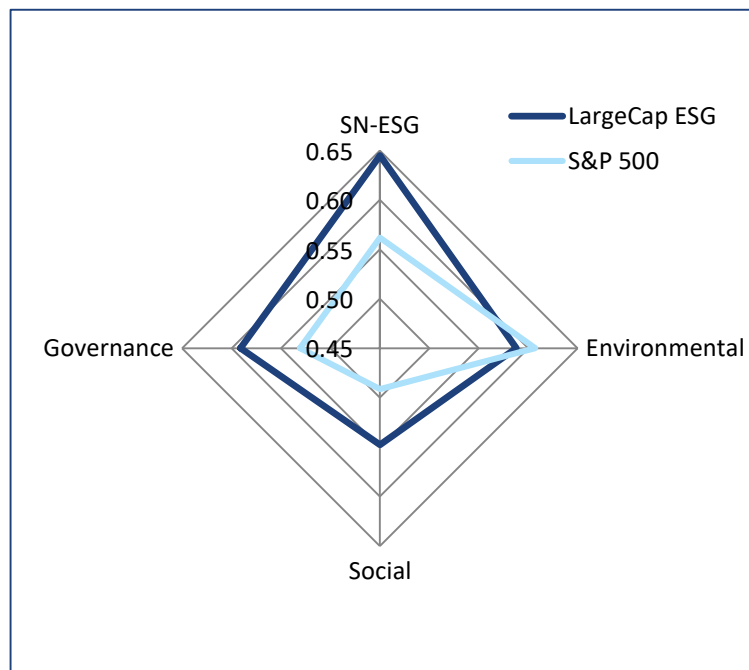 SN-ESG
LargeCap ESG
S&P 500
0.65
0.60
0.55
0.50
0.45
Governance
Environmental
Social